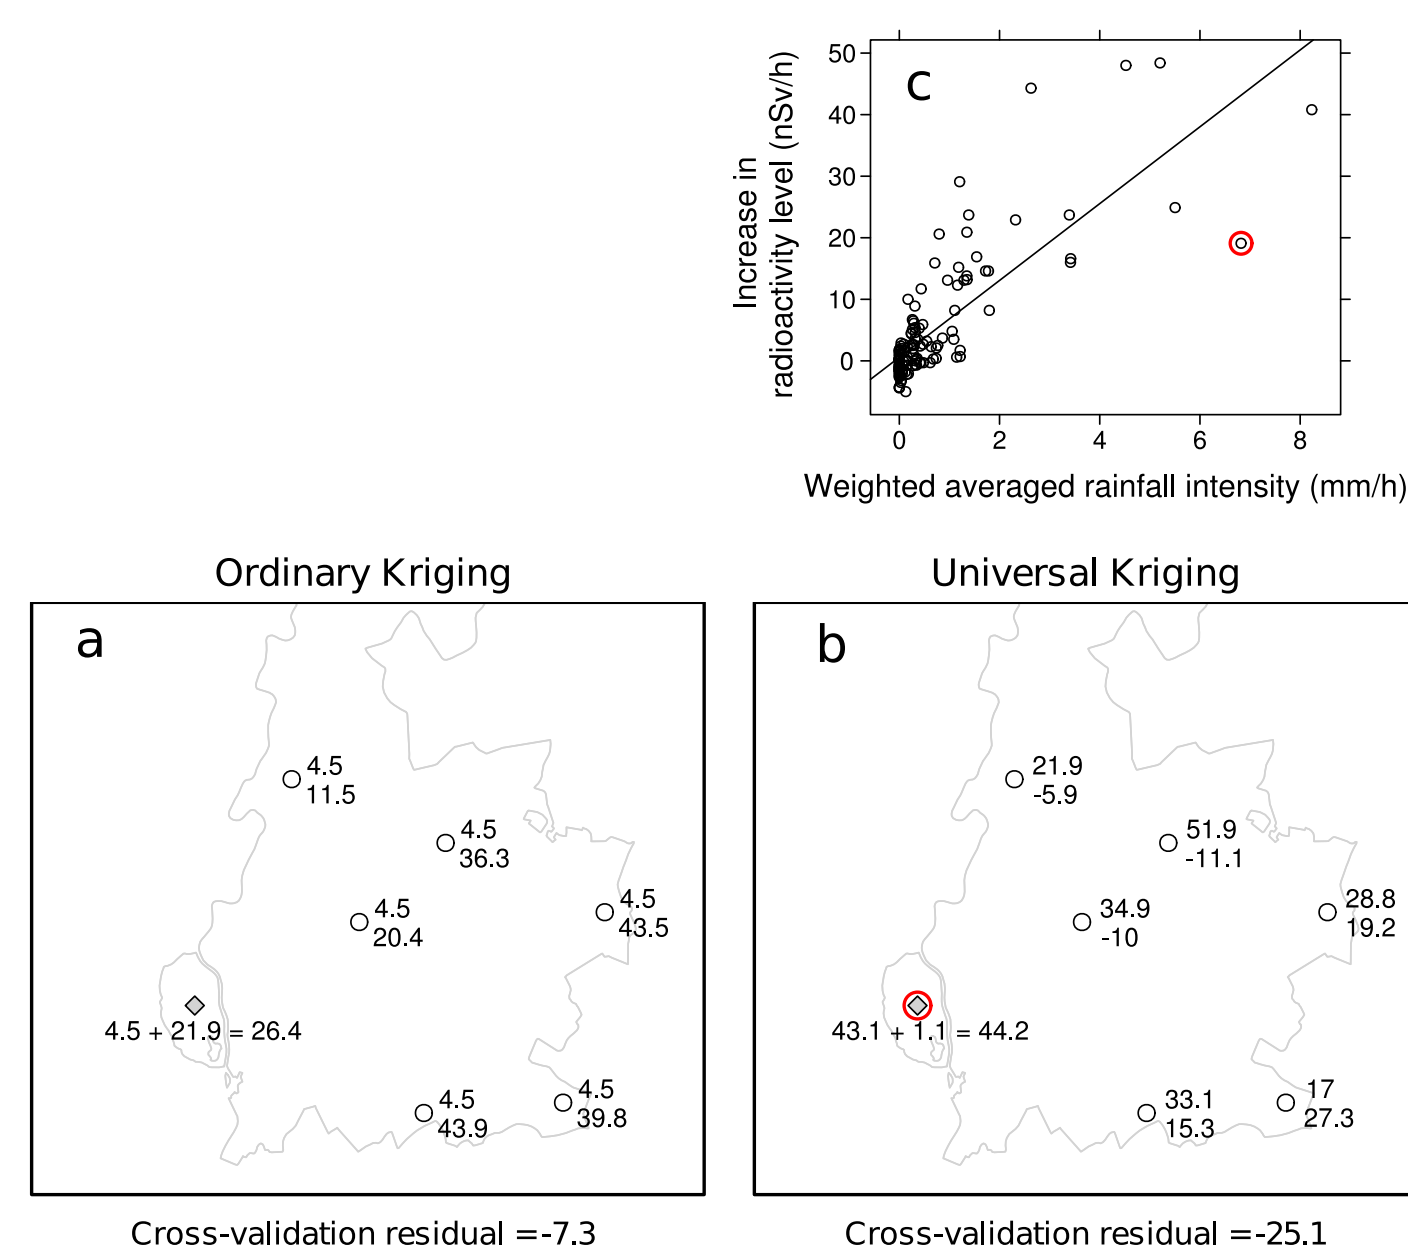 c
Increase in
radioactivity level (nSv/h)
50
40
30
20
10
0
0 2 4 6 8
Weighted averaged rainfall intensity (mm/h)
Ordinary Kriging
a
4.5
11.5
4.5
36.3
4.5
43.5
4.5
20.4
4.5 + 21.9 = 26.4
4.5
43.9
4.5
39.8
Cross-validation residual =-7.3
Universal Kriging
b
21.9
-5.9
51.9
-11.1
28.8
19.2
34.9
-10
43.1 + 1.1 = 44.2
33.1
15.3
17
27.3
Cross-validation residual =-25.1